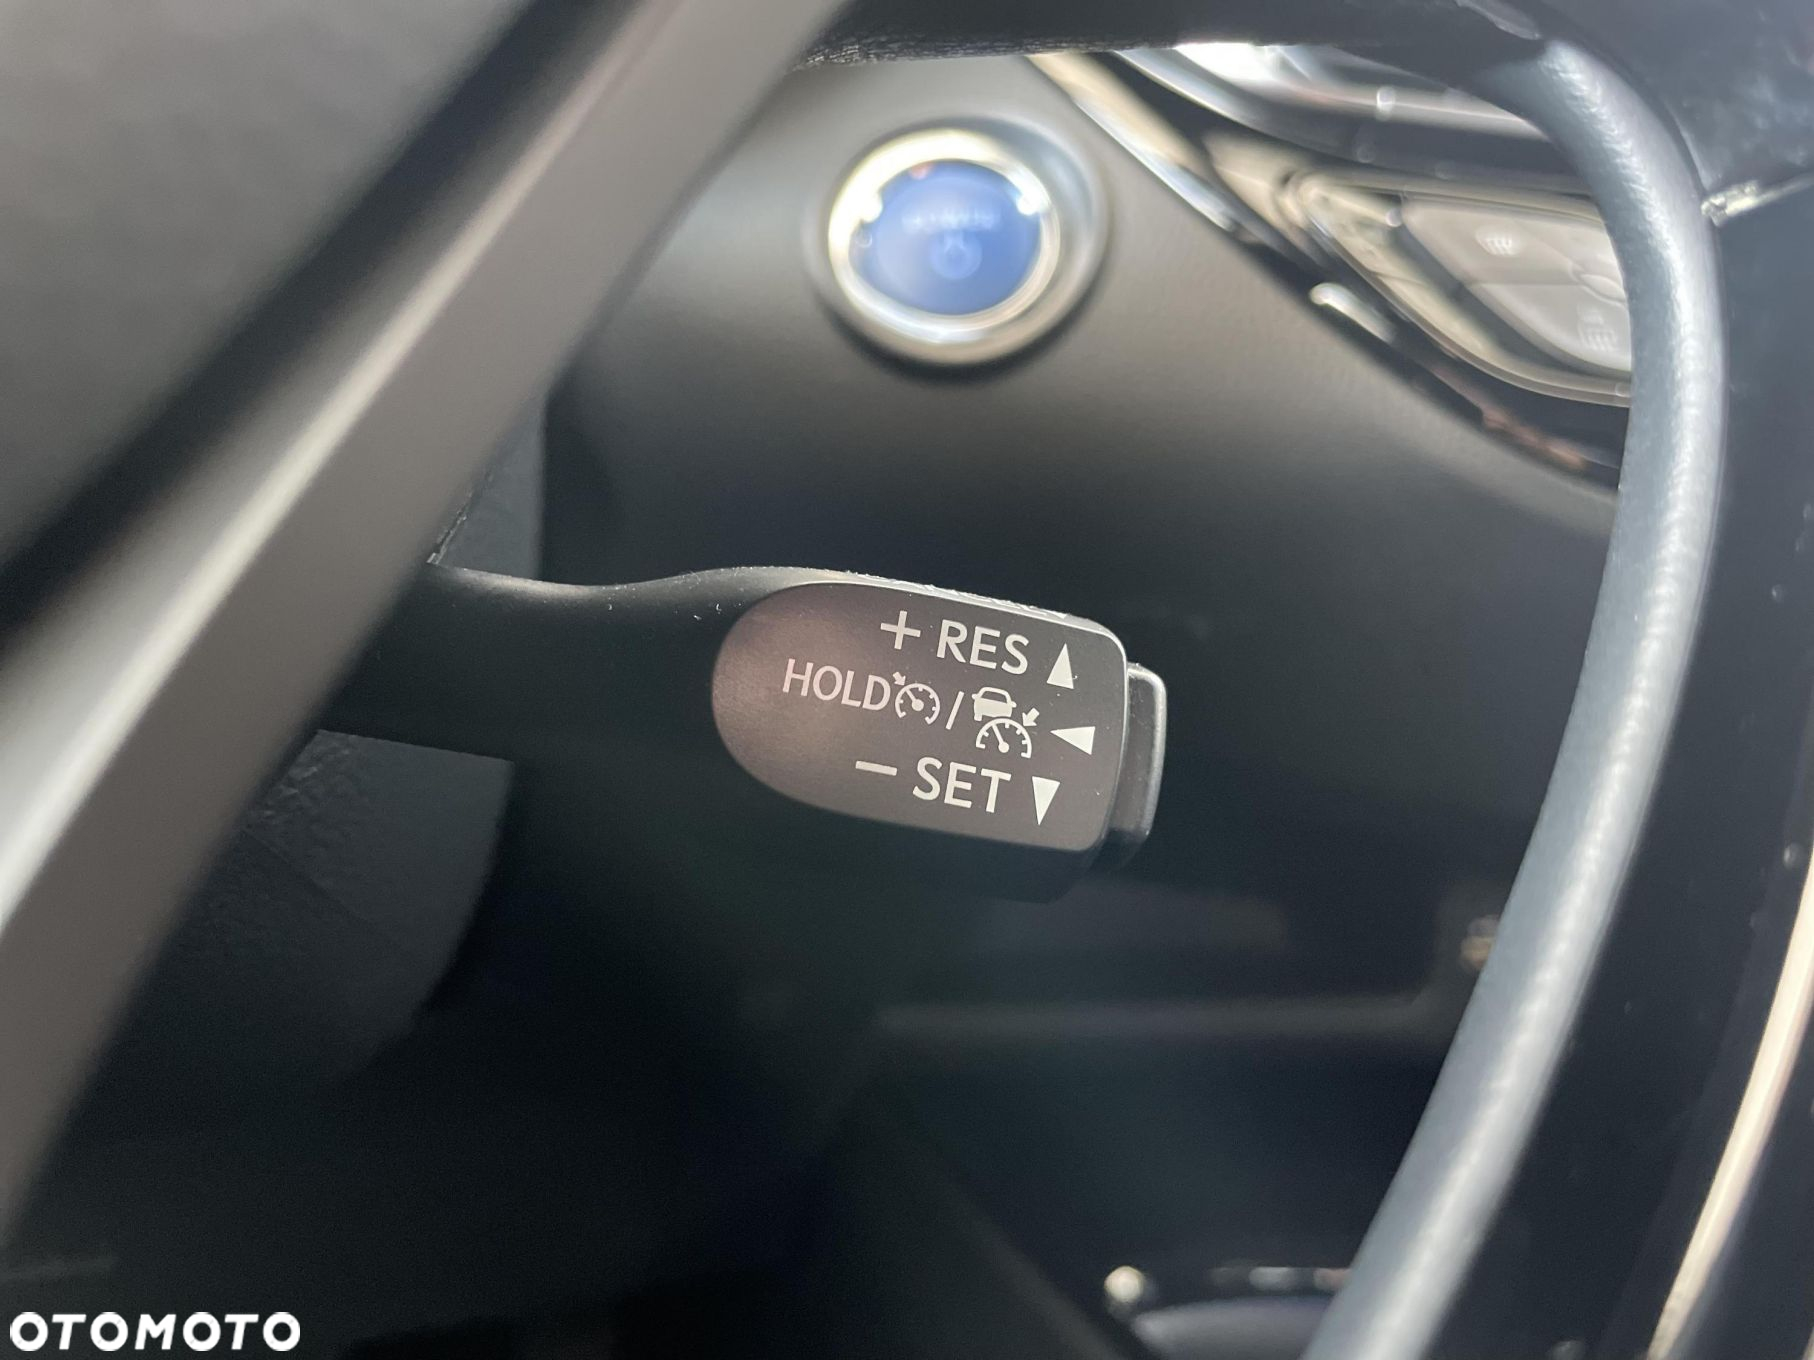 + RES ▲
HOLD / ◀
− SET ▼
OTOMOTO